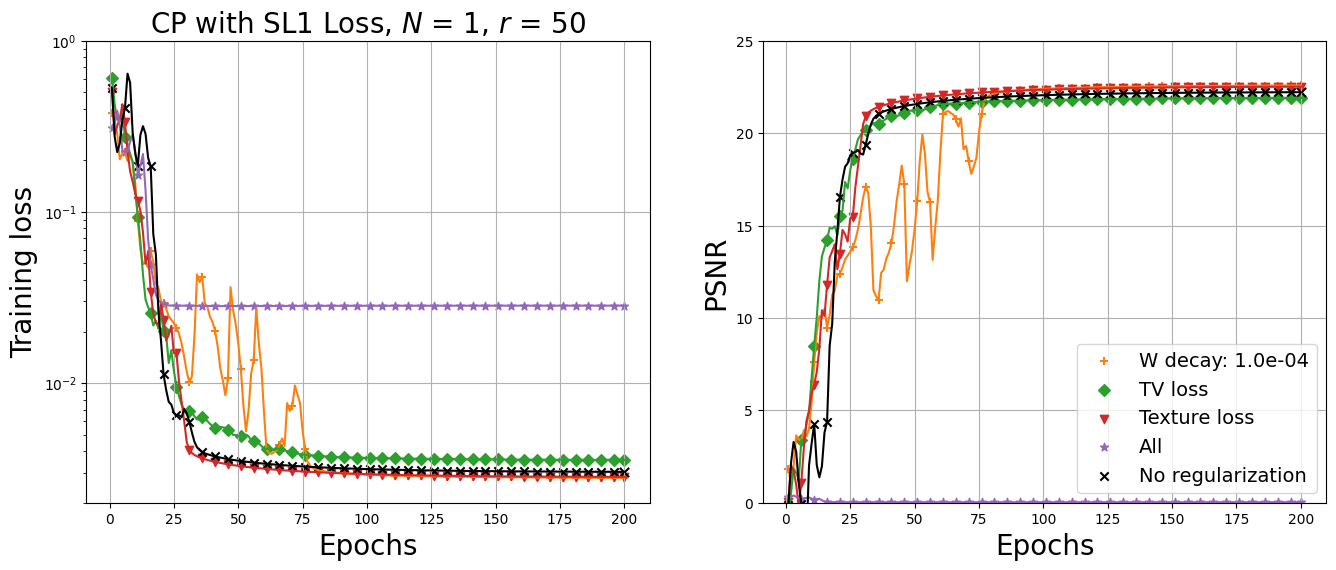 CP with SL1 Loss, N = 1, r = 50
Training loss
10⁰
10⁻¹
10⁻²
0 25 50 75 100 125 150 175 200
Epochs
PSNR
25
20
15
10
5
0
0 25 50 75 100 125 150 175 200
Epochs
W decay: 1.0e-04
TV loss
Texture loss
All
No regularization